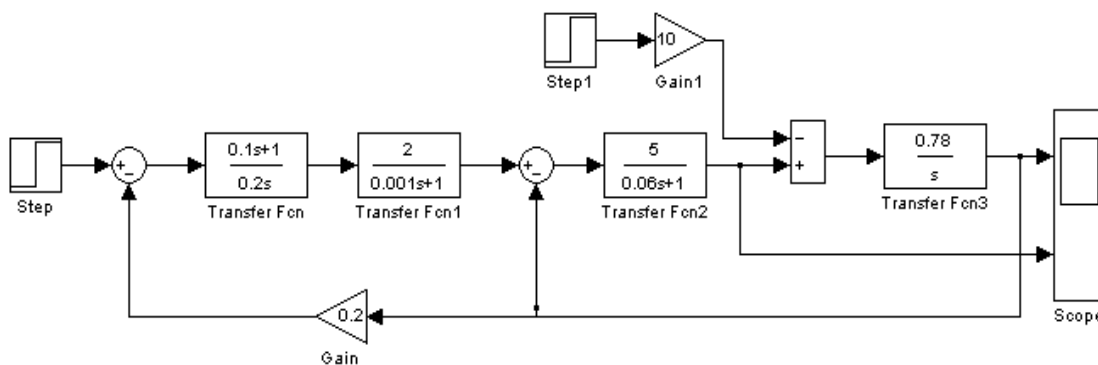 10
Step1
Gain1
Step
+
−
0.1s+1
0.2s
Transfer Fcn
2
0.001s+1
Transfer Fcn1
+
−
5
0.06s+1
Transfer Fcn2
−
+
0.78
s
Transfer Fcn3
Scope
0.2
Gain